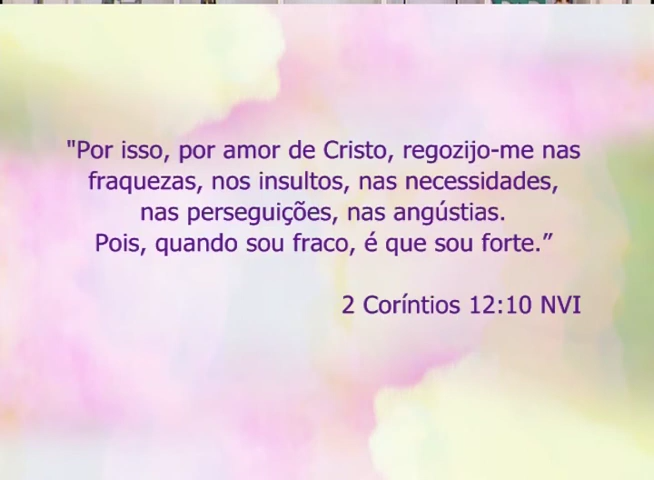 "Por isso, por amor de Cristo, regozijo-me nas
fraquezas, nos insultos, nas necessidades,
nas perseguições, nas angústias.
Pois, quando sou fraco, é que sou forte.”
2 Coríntios 12:10 NVI